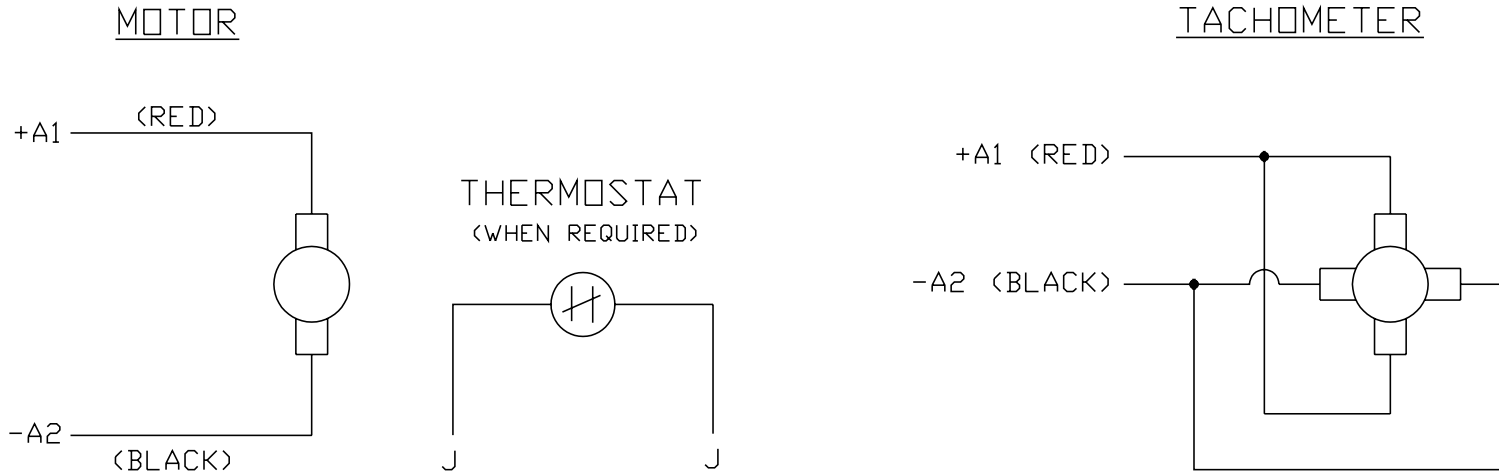 MOTOR
+A1
(RED)
-A2
(BLACK)
THERMOSTAT
(WHEN REQUIRED)
J
J
TACHOMETER
+A1 (RED)
-A2 (BLACK)